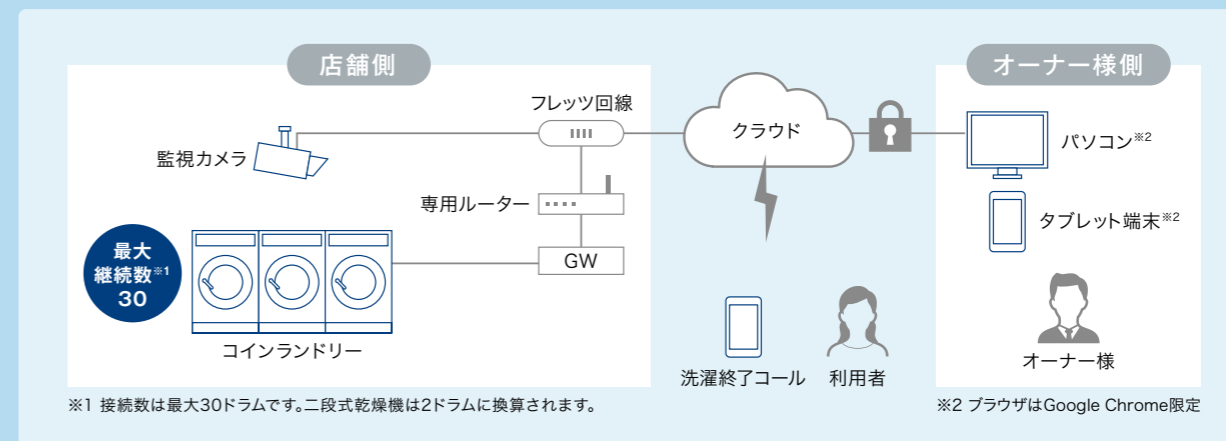 店舗側
オーナー様側
フレッツ回線
監視カメラ
クラウド
パソコン※2
専用ルーター
タブレット端末※2
最大
継続数※1
30
GW
コインランドリー
洗濯終了コール
利用者
オーナー様
※1 接続数は最大30ドラムです。二段式乾燥機は2ドラムに換算されます。
※2 ブラウザはGoogle Chrome限定